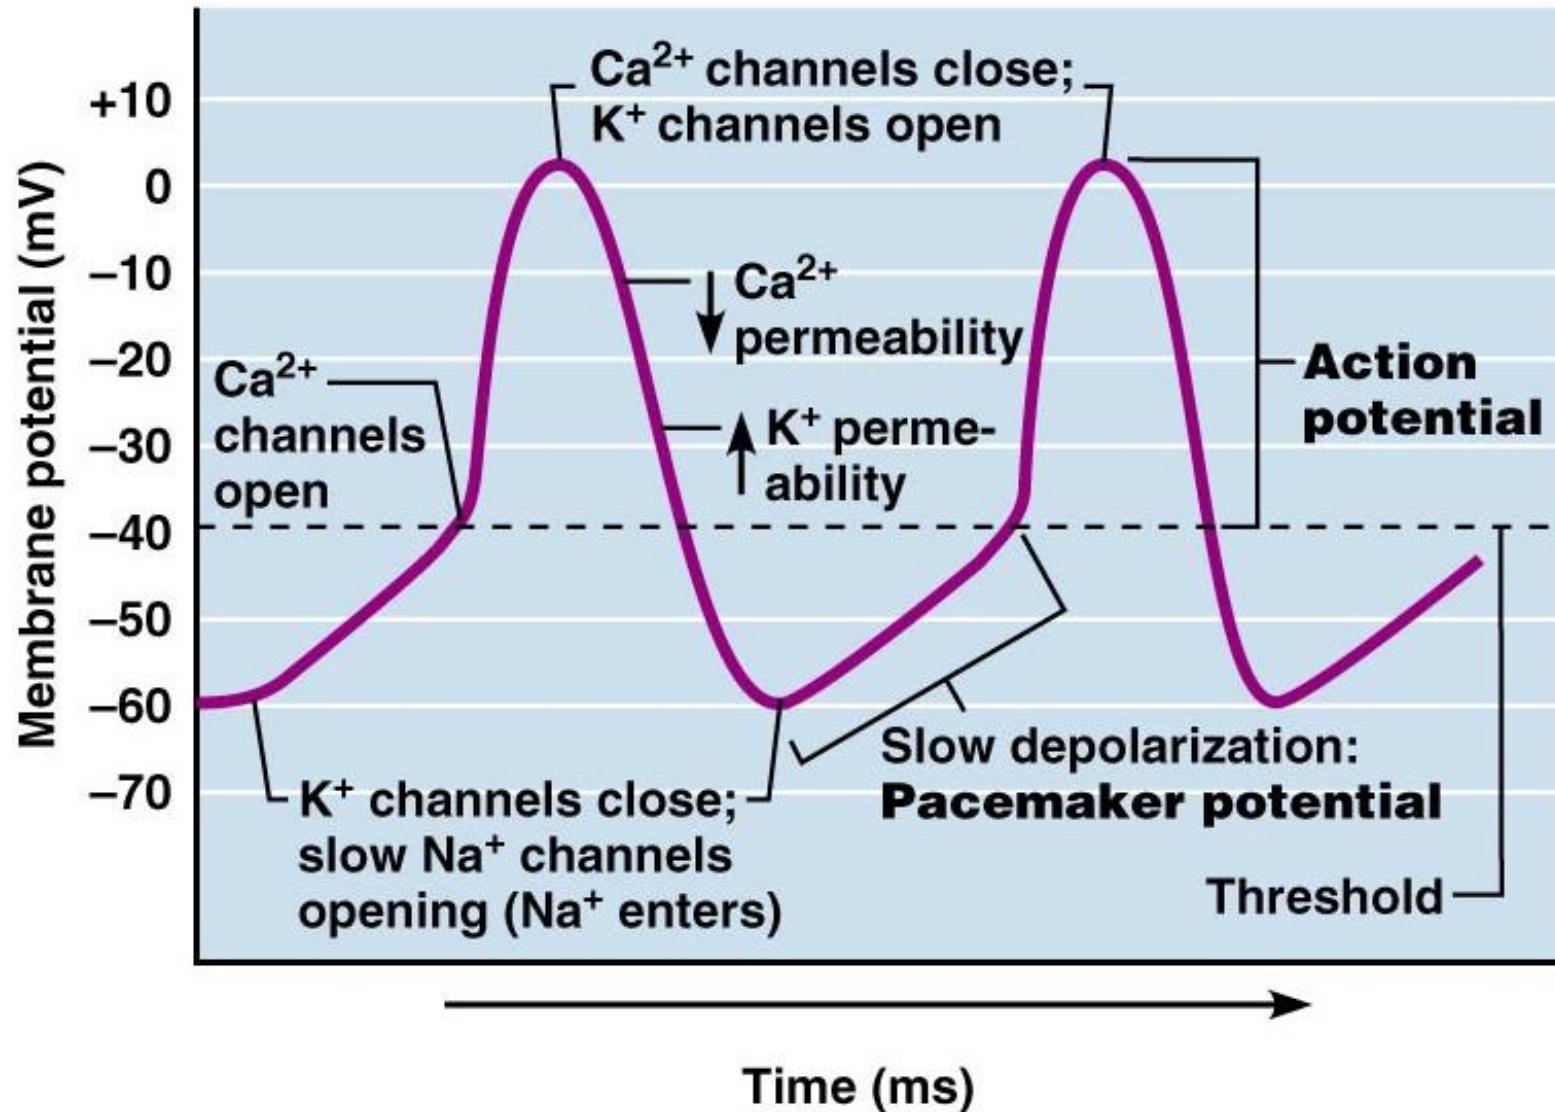 Ca²⁺ channels close;
K⁺ channels open
+10
0
–10
–20
–30
–40
–50
–60
–70
Membrane potential (mV)
Ca²⁺
permeability
Ca²⁺
channels
open
K⁺ perme-
ability
Action
potential
Slow depolarization:
Pacemaker potential
K⁺ channels close;
slow Na⁺ channels
opening (Na⁺ enters)
Threshold
Time (ms)